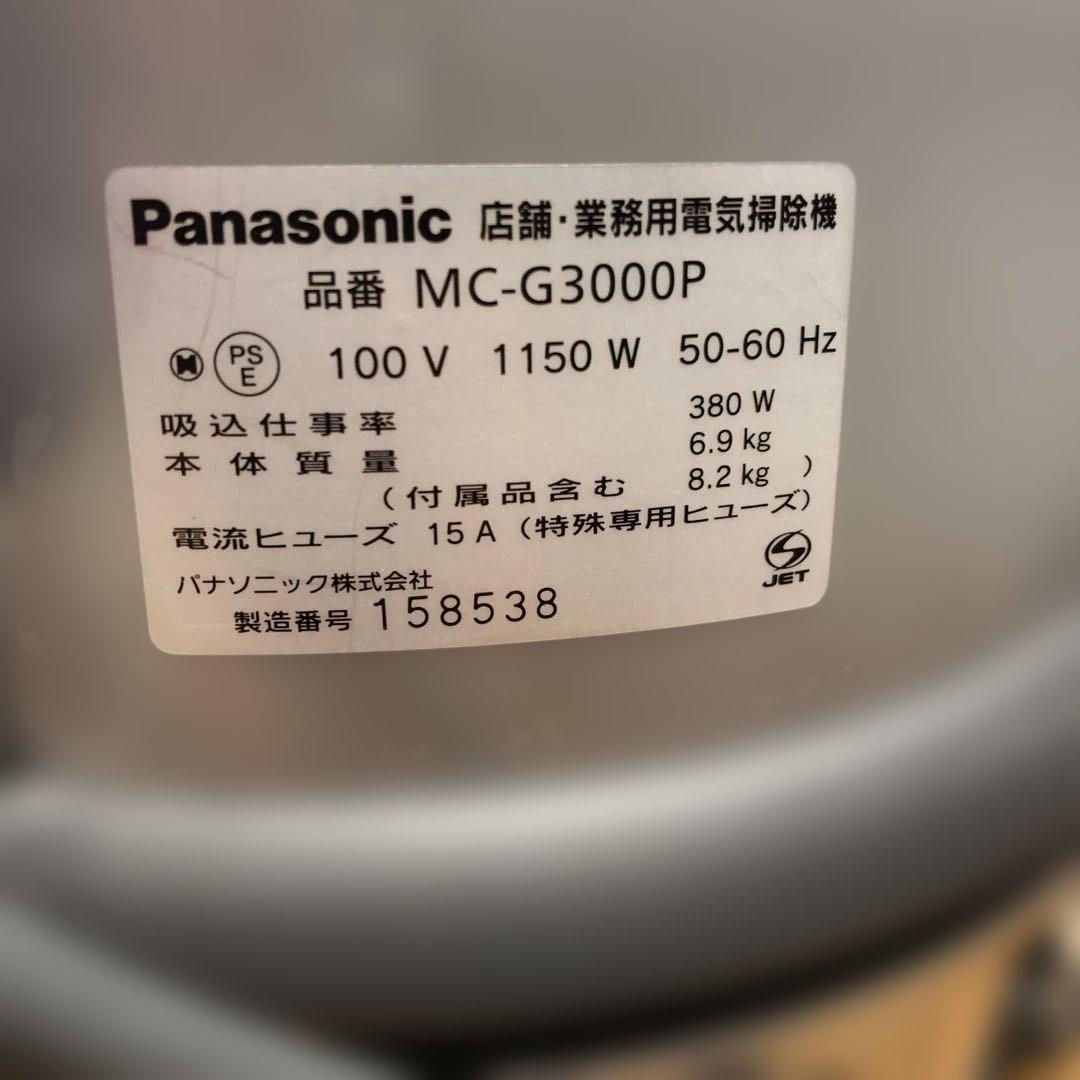 Panasonic 店舗・業務用電気掃除機
品番 MC-G3000P
PS E 100 V 1150 W 50-60 Hz
吸込仕事率 380 W
本体質量 6.9 kg
(付属品含む 8.2 kg )
電流ヒューズ 15 A (特殊専用ヒューズ)
JET
パナソニック株式会社
製造番号 158538